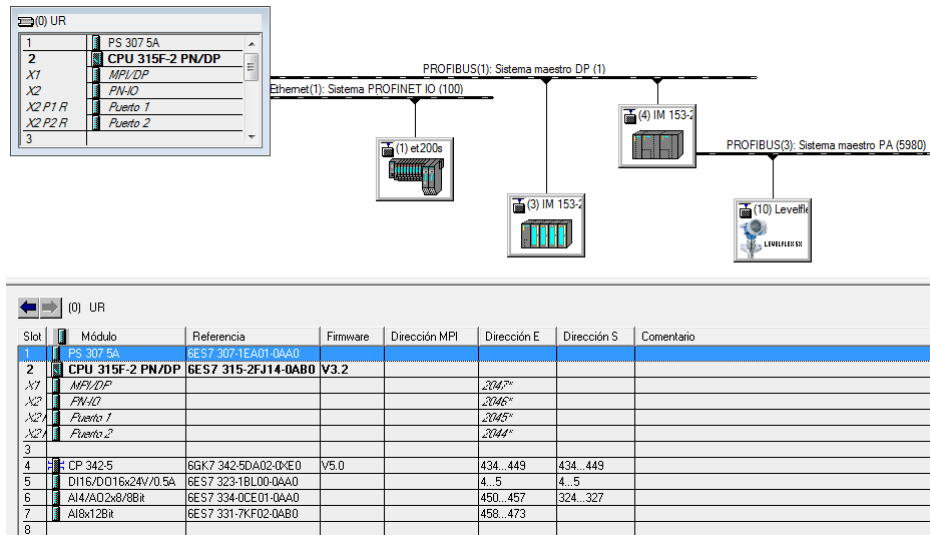 (0) UR
1 PS 307 5A
2 CPU 315F-2 PN/DP
X1 MPI/DP
X2 PN-IO
X2 P1 R Puerto 1
X2 P2 R Puerto 2
3
PROFIBUS(1): Sistema maestro DP (1)
Ethernet(1): Sistema PROFINET IO (100)
(4) IM 153-2
PROFIBUS(3): Sistema maestro PA (5980)
(1) et200s
(3) IM 153-2
(10) Levelfle
LEVELFLEX SX
(0) UR
Slot Módulo Referencia Firmware Dirección MPI Dirección E Dirección S Comentario
1 PS 307 5A 6ES7 307-1EA01-0AA0
2 CPU 315F-2 PN/DP 6ES7 315-2FJ14-0AB0 V3.2
X1 MPI/DP 2047*
X2 PN-IO 2046*
X2 Puerto 1 2045*
X2 Puerto 2 2044*
3
4 CP 342-5 6GK7 342-5DA02-0XE0 V5.0 434...449 434...449
5 DI16/DO16x24V/0.5A 6ES7 323-1BL00-0AA0 4...5 4...5
6 AI4/AO2x8/8Bit 6ES7 334-0CE01-0AA0 450...457 324...327
7 AI8x12Bit 6ES7 331-7KF02-0AB0 458...473
8